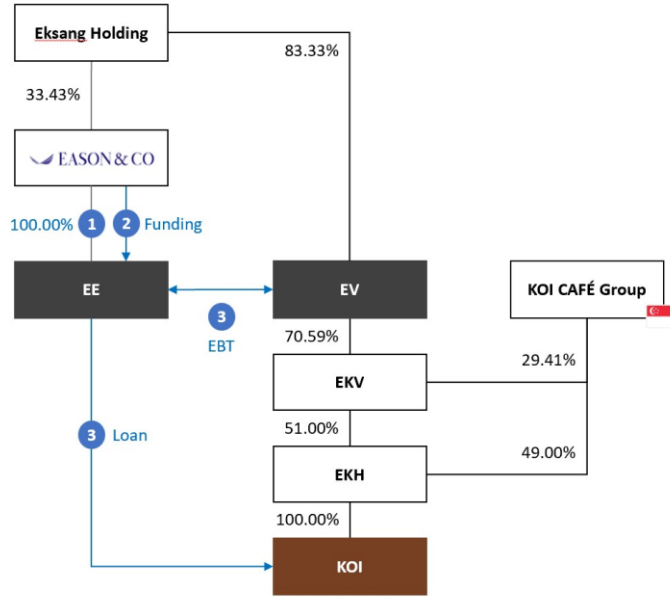 Eksang Holding
83.33%
33.43%
EASON & CO
100.00%
1
2
Funding
EE
EV
KOI CAFÉ Group
3
EBT
70.59%
EKV
29.41%
3
Loan
51.00%
EKH
49.00%
100.00%
KOI